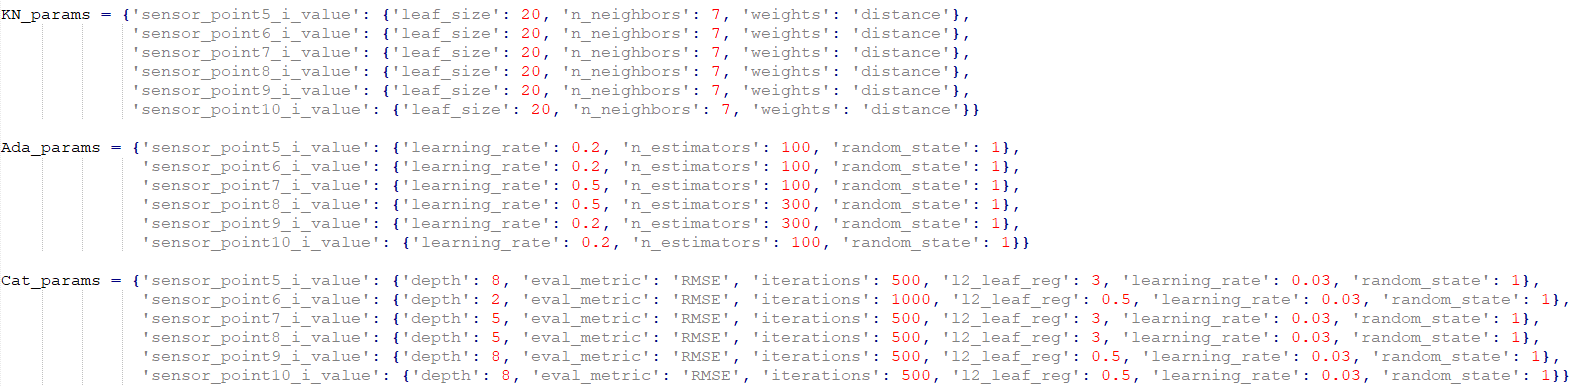 KN_params = {'sensor_point5_i_value': {'leaf_size': 20, 'n_neighbors': 7, 'weights': 'distance'},
'sensor_point6_i_value': {'leaf_size': 20, 'n_neighbors': 7, 'weights': 'distance'},
'sensor_point7_i_value': {'leaf_size': 20, 'n_neighbors': 7, 'weights': 'distance'},
'sensor_point8_i_value': {'leaf_size': 20, 'n_neighbors': 7, 'weights': 'distance'},
'sensor_point9_i_value': {'leaf_size': 20, 'n_neighbors': 7, 'weights': 'distance'},
'sensor_point10_i_value': {'leaf_size': 20, 'n_neighbors': 7, 'weights': 'distance'}}
Ada_params = {'sensor_point5_i_value': {'learning_rate': 0.2, 'n_estimators': 100, 'random_state': 1},
'sensor_point6_i_value': {'learning_rate': 0.2, 'n_estimators': 100, 'random_state': 1},
'sensor_point7_i_value': {'learning_rate': 0.5, 'n_estimators': 100, 'random_state': 1},
'sensor_point8_i_value': {'learning_rate': 0.5, 'n_estimators': 300, 'random_state': 1},
'sensor_point9_i_value': {'learning_rate': 0.2, 'n_estimators': 300, 'random_state': 1},
'sensor_point10_i_value': {'learning_rate': 0.2, 'n_estimators': 100, 'random_state': 1}}
Cat_params = {'sensor_point5_i_value': {'depth': 8, 'eval_metric': 'RMSE', 'iterations': 500, 'l2_leaf_reg': 3, 'learning_rate': 0.03, 'random_state': 1},
'sensor_point6_i_value': {'depth': 2, 'eval_metric': 'RMSE', 'iterations': 1000, 'l2_leaf_reg': 0.5, 'learning_rate': 0.03, 'random_state': 1},
'sensor_point7_i_value': {'depth': 5, 'eval_metric': 'RMSE', 'iterations': 500, 'l2_leaf_reg': 3, 'learning_rate': 0.03, 'random_state': 1},
'sensor_point8_i_value': {'depth': 5, 'eval_metric': 'RMSE', 'iterations': 500, 'l2_leaf_reg': 3, 'learning_rate': 0.03, 'random_state': 1},
'sensor_point9_i_value': {'depth': 8, 'eval_metric': 'RMSE', 'iterations': 500, 'l2_leaf_reg': 0.5, 'learning_rate': 0.03, 'random_state': 1},
'sensor_point10_i_value': {'depth': 8, 'eval_metric': 'RMSE', 'iterations': 500, 'l2_leaf_reg': 0.5, 'learning_rate': 0.03, 'random_state': 1}}